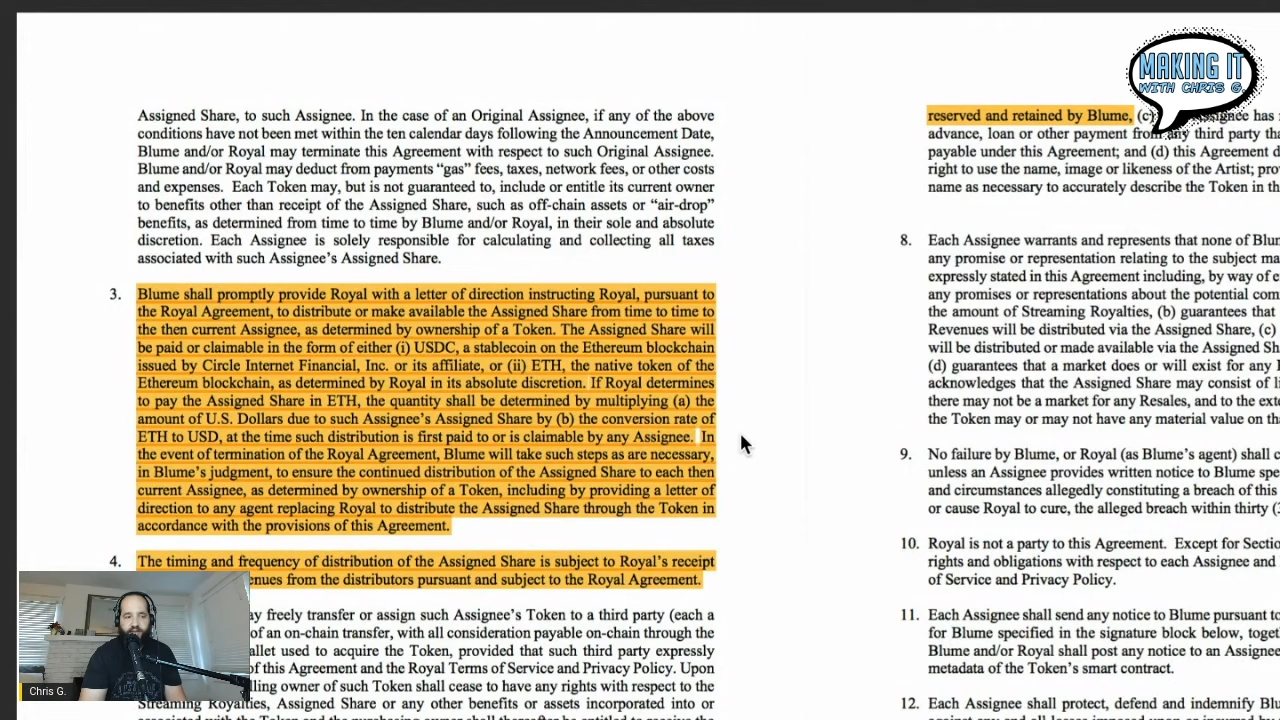 MAKING IT
WITH CHRIS G.
Assigned Share, to such Assignee. In the case of an Original Assignee, if any of the above
conditions have not been met within the ten calendar days following the Announcement Date,
Blume and/or Royal may terminate this Agreement with respect to such Original Assignee.
Blume and/or Royal may deduct from payments “gas” fees, taxes, network fees, or other costs
and expenses. Each Token may, but is not guaranteed to, include or entitle its current owner
to benefits other than receipt of the Assigned Share, such as off-chain assets or “air-drop”
benefits, as determined from time to time by Blume and/or Royal, in their sole and absolute
discretion. Each Assignee is solely responsible for calculating and collecting all taxes
associated with such Assignee’s Assigned Share.
3. Blume shall promptly provide Royal with a letter of direction instructing Royal, pursuant to
the Royal Agreement, to distribute or make available the Assigned Share from time to time to
the then current Assignee, as determined by ownership of a Token. The Assigned Share will
be paid or claimable in the form of either (i) USDC, a stablecoin on the Ethereum blockchain
issued by Circle Internet Financial, Inc. or its affiliate, or (ii) ETH, the native token of the
Ethereum blockchain, as determined by Royal in its absolute discretion. If Royal determines
to pay the Assigned Share in ETH, the quantity shall be determined by multiplying (a) the
amount of U.S. Dollars due to such Assignee’s Assigned Share by (b) the conversion rate of
ETH to USD, at the time such distribution is first paid to or is claimable by any Assignee. In
the event of termination of the Royal Agreement, Blume will take such steps as are necessary,
in Blume’s judgment, to ensure the continued distribution of the Assigned Share to each then
current Assignee, as determined by ownership of a Token, including by providing a letter of
direction to any agent replacing Royal to distribute the Assigned Share through the Token in
accordance with the provisions of this Agreement.
4. The timing and frequency of distribution of the Assigned Share is subject to Royal’s receipt
enues from the distributors pursuant and subject to the Royal Agreement.
ay freely transfer or assign such Assignee’s Token to a third party (each a
of an on-chain transfer, with all consideration payable on-chain through the
allet used to acquire the Token, provided that such third party expressly
of this Agreement and the Royal Terms of Service and Privacy Policy. Upon
lling owner of such Token shall cease to have any rights with respect to the
Streaming Royalties, Assigned Share or any other benefits or assets incorporated into or
reserved and retained by Blume, (c) has
advance, loan or other payment from any third party tha
payable under this Agreement; and (d) this Agreement d
right to use the name, image or likeness of the Artist; prov
name as necessary to accurately describe the Token in th
8. Each Assignee warrants and represents that none of Blum
any promise or representation relating to the subject ma
expressly stated in this Agreement including, by way of e
any promises or representations about the potential com
the amount of Streaming Royalties, (b) guarantees that
Revenues will be distributed via the Assigned Share, (c)
will be distributed or made available via the Assigned Sh
(d) guarantees that a market does or will exist for any
acknowledges that the Assigned Share may consist of li
there may not be a market for any Resales, and to the exte
the Token may or may not have any material value on th
9. No failure by Blume, or Royal (as Blume’s agent) shall c
unless an Assignee provides written notice to Blume spe
and circumstances allegedly constituting a breach of this
or cause Royal to cure, the alleged breach within thirty (3
10. Royal is not a party to this Agreement. Except for Sectio
rights and obligations with respect to each Assignee and
of Service and Privacy Policy.
11. Each Assignee shall send any notice to Blume pursuant to
for Blume specified in the signature block below, togeth
Blume and/or Royal shall post any notice to an Assignee
metadata of the Token’s smart contract.
12. Each Assignee shall protect, defend and indemnify Blu
Chris G.